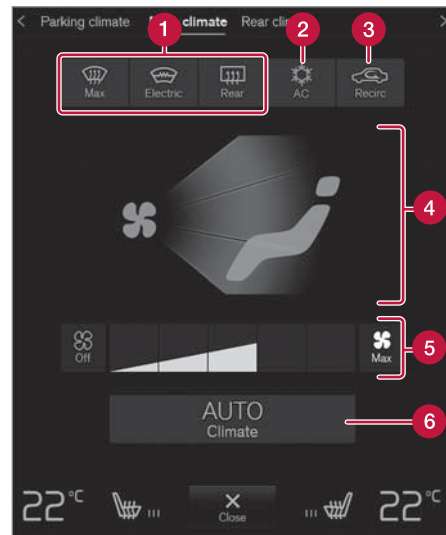 Parking climate climate Rear
1 2 3
Max Electric Rear AC Recirc
4
Off Max 5
AUTO 6
Climate
22°C 22°C
Close